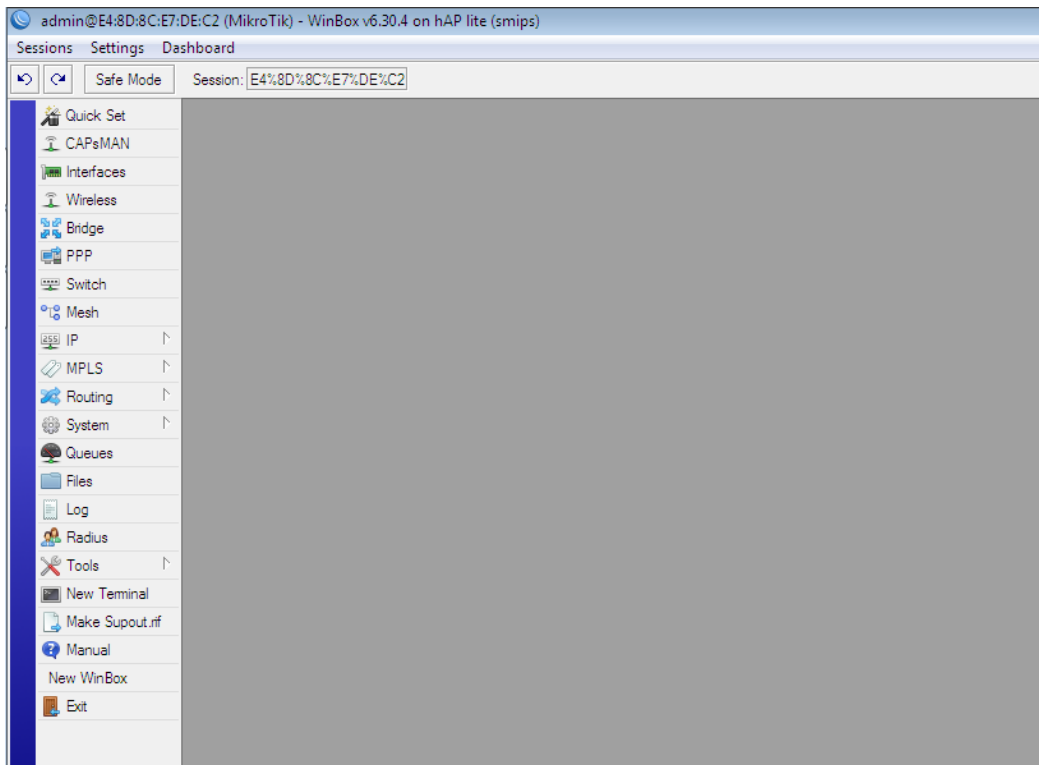 admin@E4:8D:8C:E7:DE:C2 (MikroTik) - WinBox v6.30.4 on hAP lite (smips)
Sessions Settings Dashboard
Safe Mode Session: E4%8D%8C%E7%DE%C2
Quick Set
CAPsMAN
Interfaces
Wireless
Bridge
PPP
Switch
Mesh
255 IP
MPLS
Routing
System
Queues
Files
Log
Radius
Tools
New Terminal
Make Supout.rif
Manual
New WinBox
Exit